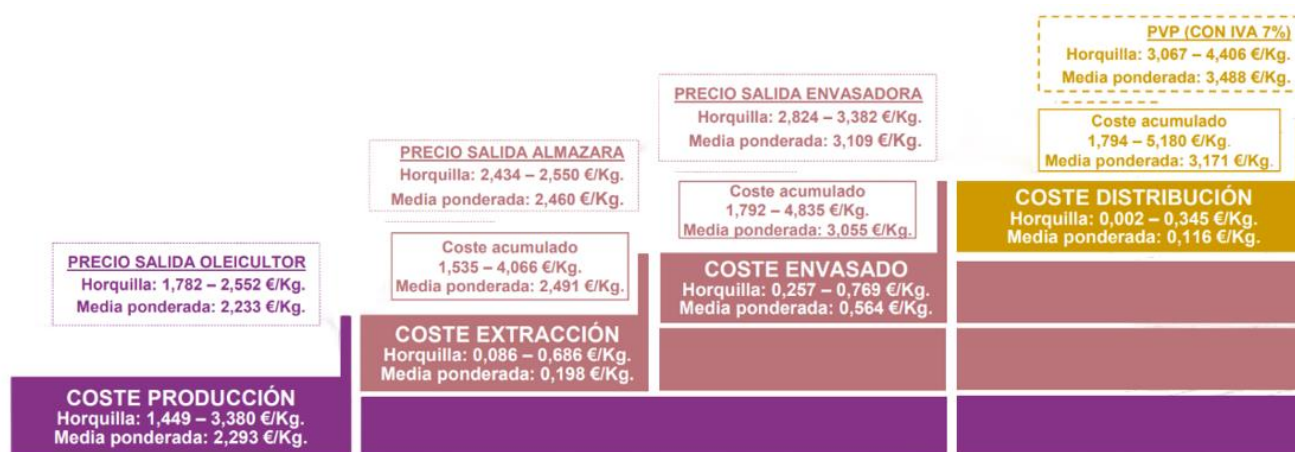 PVP (CON IVA 7%)
Horquilla: 3,067 – 4,406 €/Kg.
Media ponderada: 3,488 €/Kg.
Coste acumulado
1,794 – 5,180 €/Kg.
Media ponderada: 3,171 €/Kg.
COSTE DISTRIBUCIÓN
Horquilla: 0,002 – 0,345 €/Kg.
Media ponderada: 0,116 €/Kg.
PRECIO SALIDA ENVASADORA
Horquilla: 2,824 – 3,382 €/Kg.
Media ponderada: 3,109 €/Kg.
Coste acumulado
1,792 – 4,835 €/Kg.
Media ponderada: 3,055 €/Kg.
COSTE ENVASADO
Horquilla: 0,257 – 0,769 €/Kg.
Media ponderada: 0,564 €/Kg.
PRECIO SALIDA ALMAZARA
Horquilla: 2,434 – 2,550 €/Kg.
Media ponderada: 2,460 €/Kg.
Coste acumulado
1,535 – 4,066 €/Kg.
Media ponderada: 2,491 €/Kg.
COSTE EXTRACCIÓN
Horquilla: 0,086 – 0,686 €/Kg.
Media ponderada: 0,198 €/Kg.
PRECIO SALIDA OLEICULTOR
Horquilla: 1,782 – 2,552 €/Kg.
Media ponderada: 2,233 €/Kg.
COSTE PRODUCCIÓN
Horquilla: 1,449 – 3,380 €/Kg.
Media ponderada: 2,293 €/Kg.